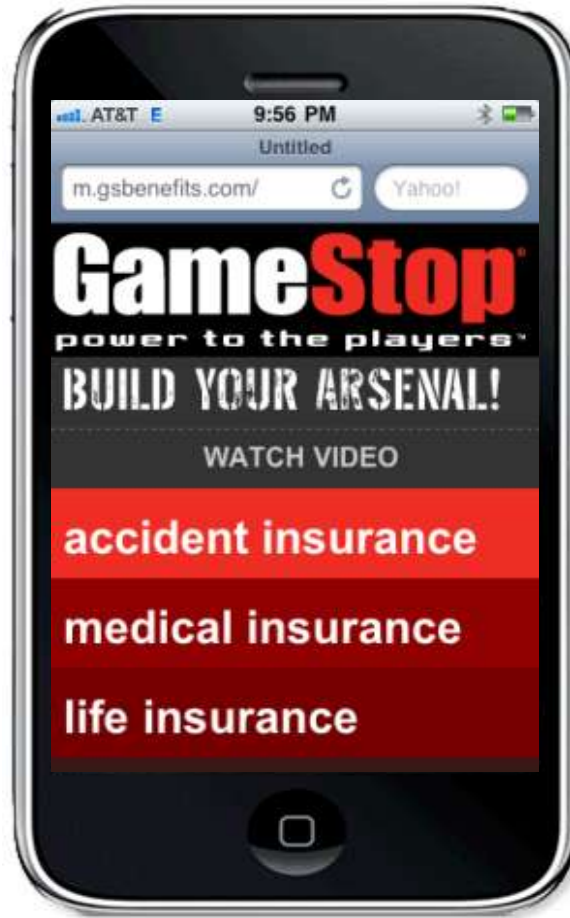 AT&T E 9:56 PM
Untitled
m.gsbenefits.com/ Yahoo!
GameStop
power to the players™
BUILD YOUR ARSENAL!
WATCH VIDEO
accident insurance
medical insurance
life insurance